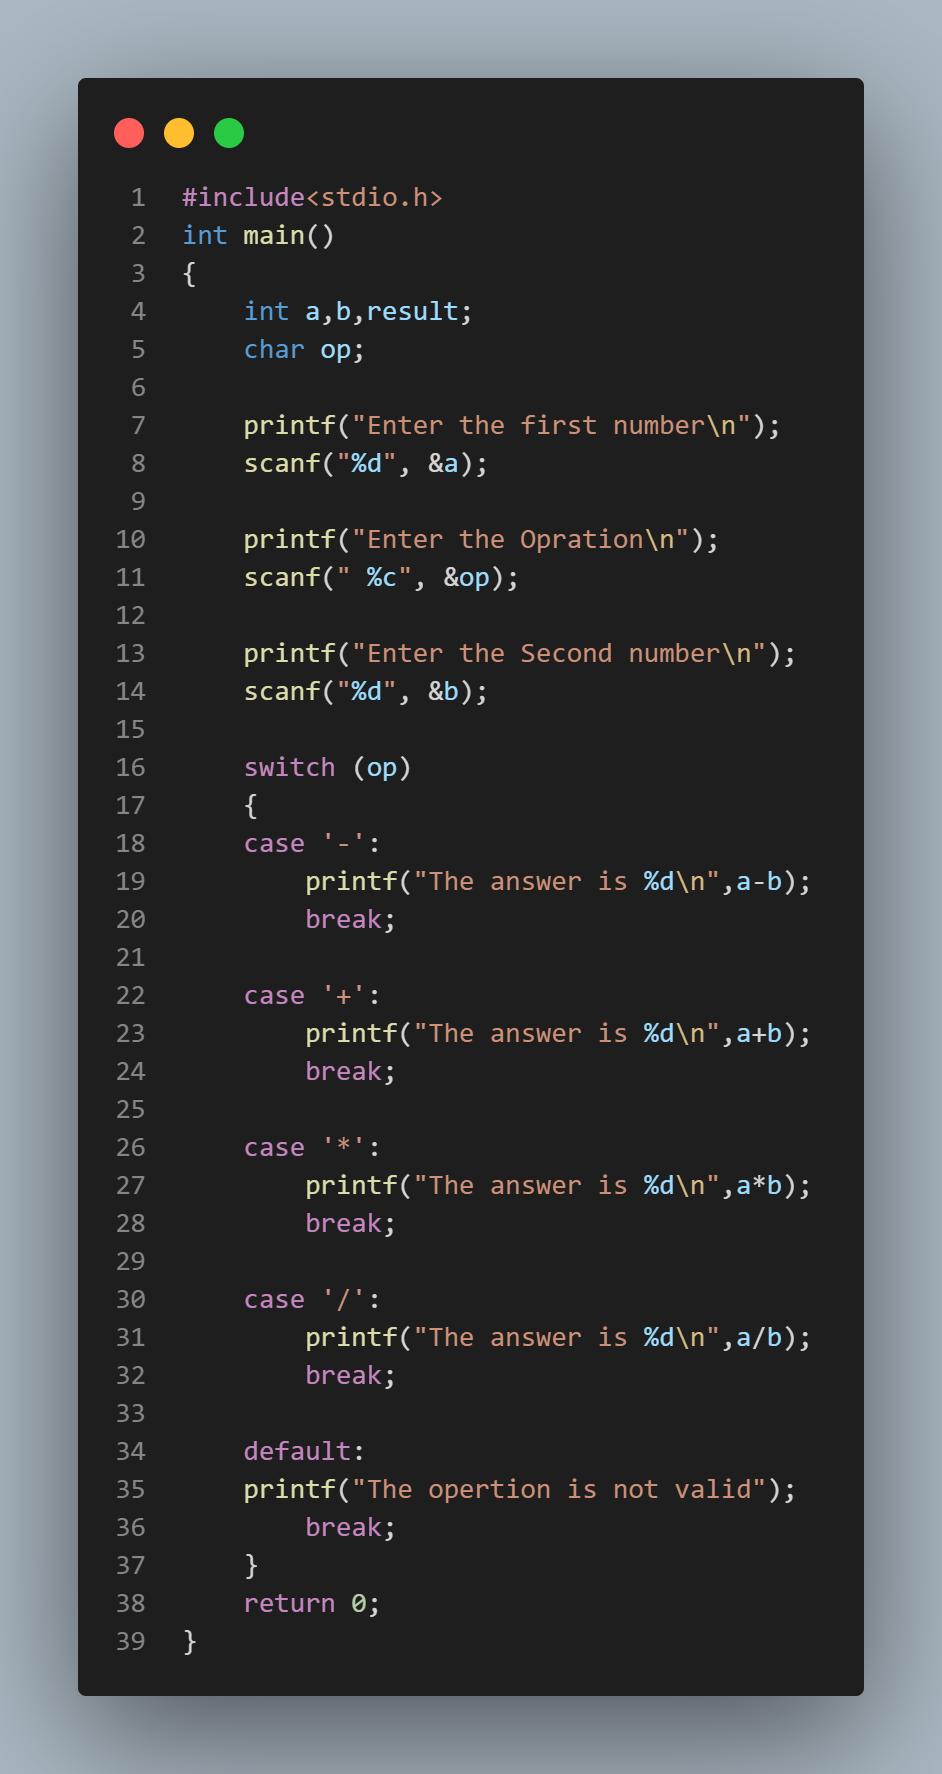 1 #include<stdio.h>
2 int main()
3 {
4     int a,b,result;
5     char op;
6
7     printf("Enter the first number\n");
8     scanf("%d", &a);
9
10     printf("Enter the Opration\n");
11     scanf(" %c", &op);
12
13     printf("Enter the Second number\n");
14     scanf("%d", &b);
15
16     switch (op)
17     {
18     case '-':
19         printf("The answer is %d\n",a-b);
20         break;
21
22     case '+':
23         printf("The answer is %d\n",a+b);
24         break;
25
26     case '*':
27         printf("The answer is %d\n",a*b);
28         break;
29
30     case '/':
31         printf("The answer is %d\n",a/b);
32         break;
33
34     default:
35     printf("The opertion is not valid");
36         break;
37     }
38     return 0;
39 }